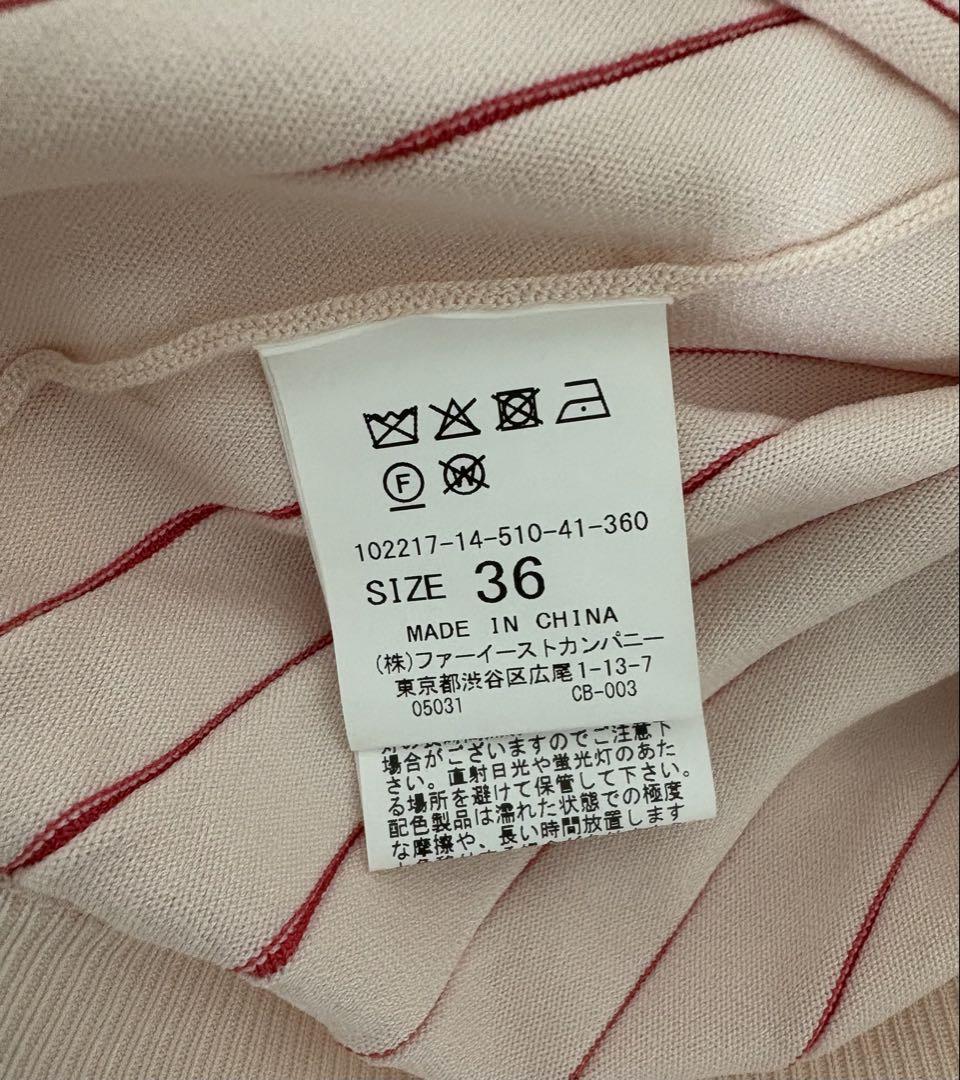 F
W
102217-14-510-41-360
SIZE 36
MADE IN CHINA
(株)ファーイーストカンパニー
東京都渋谷区広尾1-13-7
05031 CB-003
場合がございますのでご注意下
さい。直射日光や蛍光灯のあた
る場所を避けて保管して下さい。
配色製品は濡れた状態での極度
な摩擦や、長い時間放置します